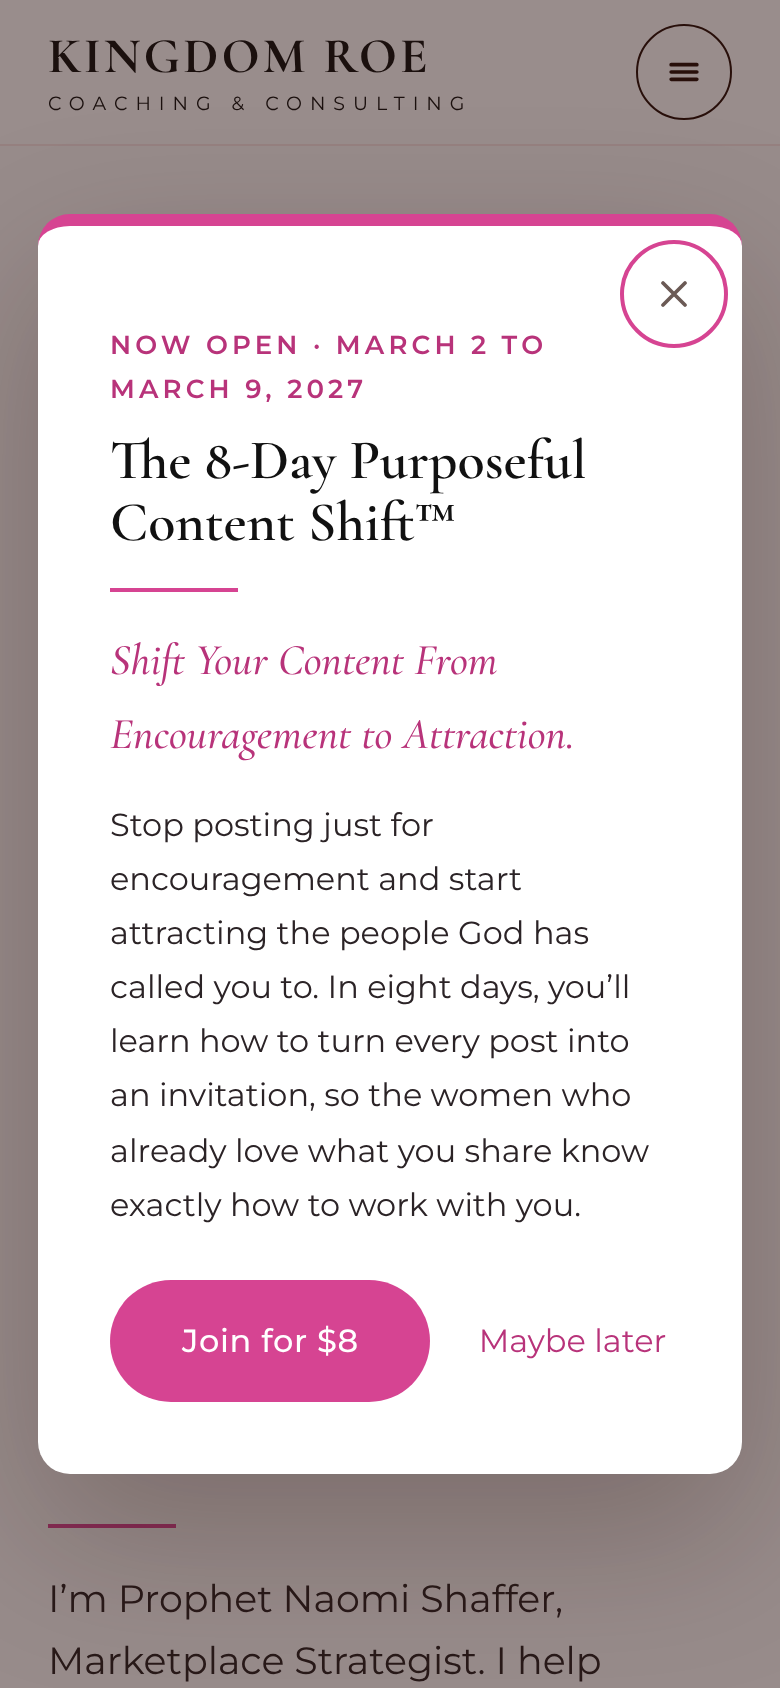 KINGDOM ROE
COACHING & CONSULTING
NOW OPEN · MARCH 2 TO
MARCH 9, 2027
The 8-Day Purposeful
Content Shift™
Shift Your Content From
Encouragement to Attraction.
Stop posting just for
encouragement and start
attracting the people God has
called you to. In eight days, you’ll
learn how to turn every post into
an invitation, so the women who
already love what you share know
exactly how to work with you.
Join for $8
Maybe later
I’m Prophet Naomi Shaffer,
Marketplace Strategist. I help